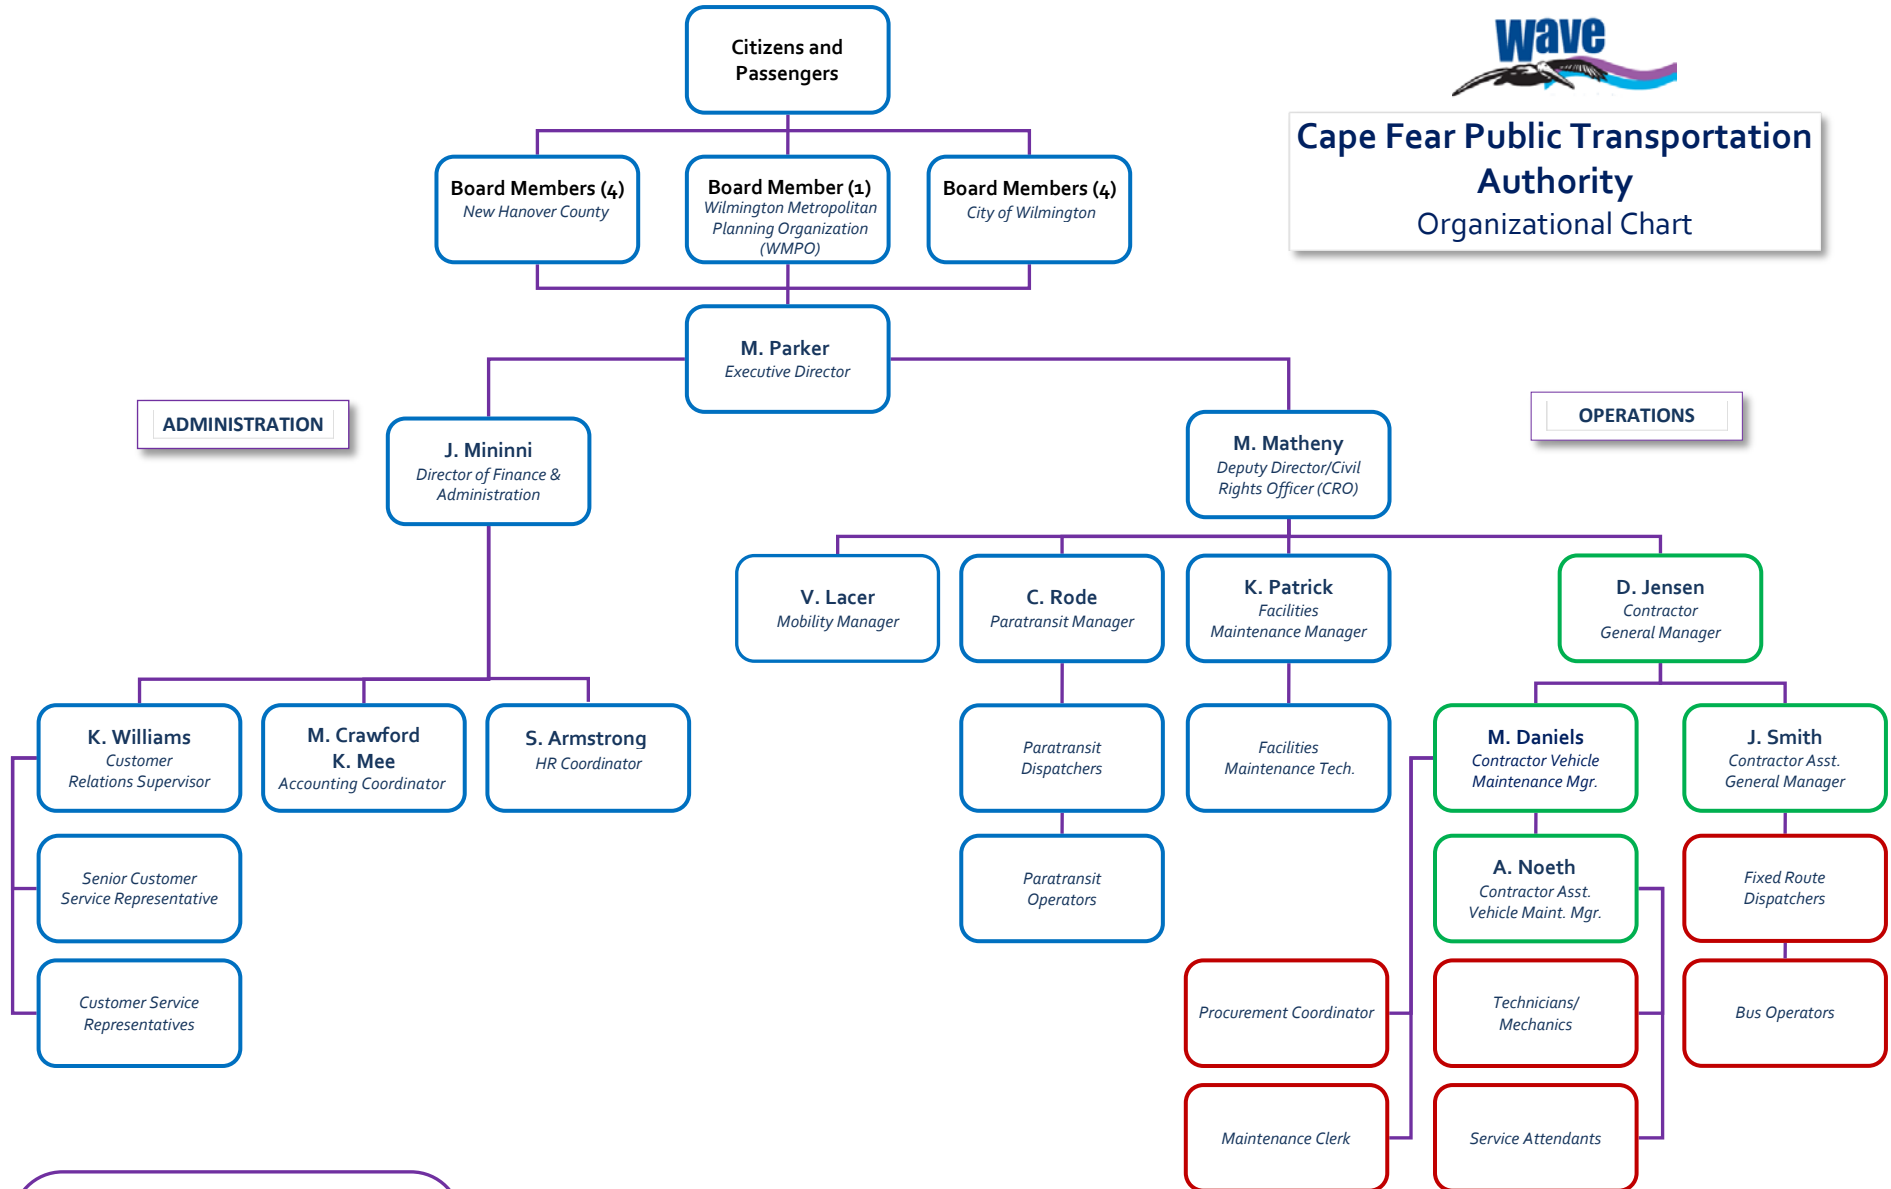 wave
Cape Fear Public Transportation
Authority
Organizational Chart
Citizens and
Passengers
Board Members (4)
New Hanover County
Board Member (1)
Wilmington Metropolitan
Planning Organization
(WMPO)
Board Members (4)
City of Wilmington
M. Parker
Executive Director
ADMINISTRATION
OPERATIONS
J. Mininni
Director of Finance &
Administration
M. Matheny
Deputy Director/Civil
Rights Officer (CRO)
V. Lacer
Mobility Manager
C. Rode
Paratransit Manager
K. Patrick
Facilities
Maintenance Manager
D. Jensen
Contractor
General Manager
K. Williams
Customer
Relations Supervisor
M. Crawford
K. Mee
Accounting Coordinator
S. Armstrong
HR Coordinator
Paratransit
Dispatchers
Facilities
Maintenance Tech.
M. Daniels
Contractor Vehicle
Maintenance Mgr.
J. Smith
Contractor Asst.
General Manager
Senior Customer
Service Representative
Paratransit
Operators
A. Noeth
Contractor Asst.
Vehicle Maint. Mgr.
Fixed Route
Dispatchers
Customer Service
Representatives
Procurement Coordinator
Technicians/
Mechanics
Bus Operators
Maintenance Clerk
Service Attendants